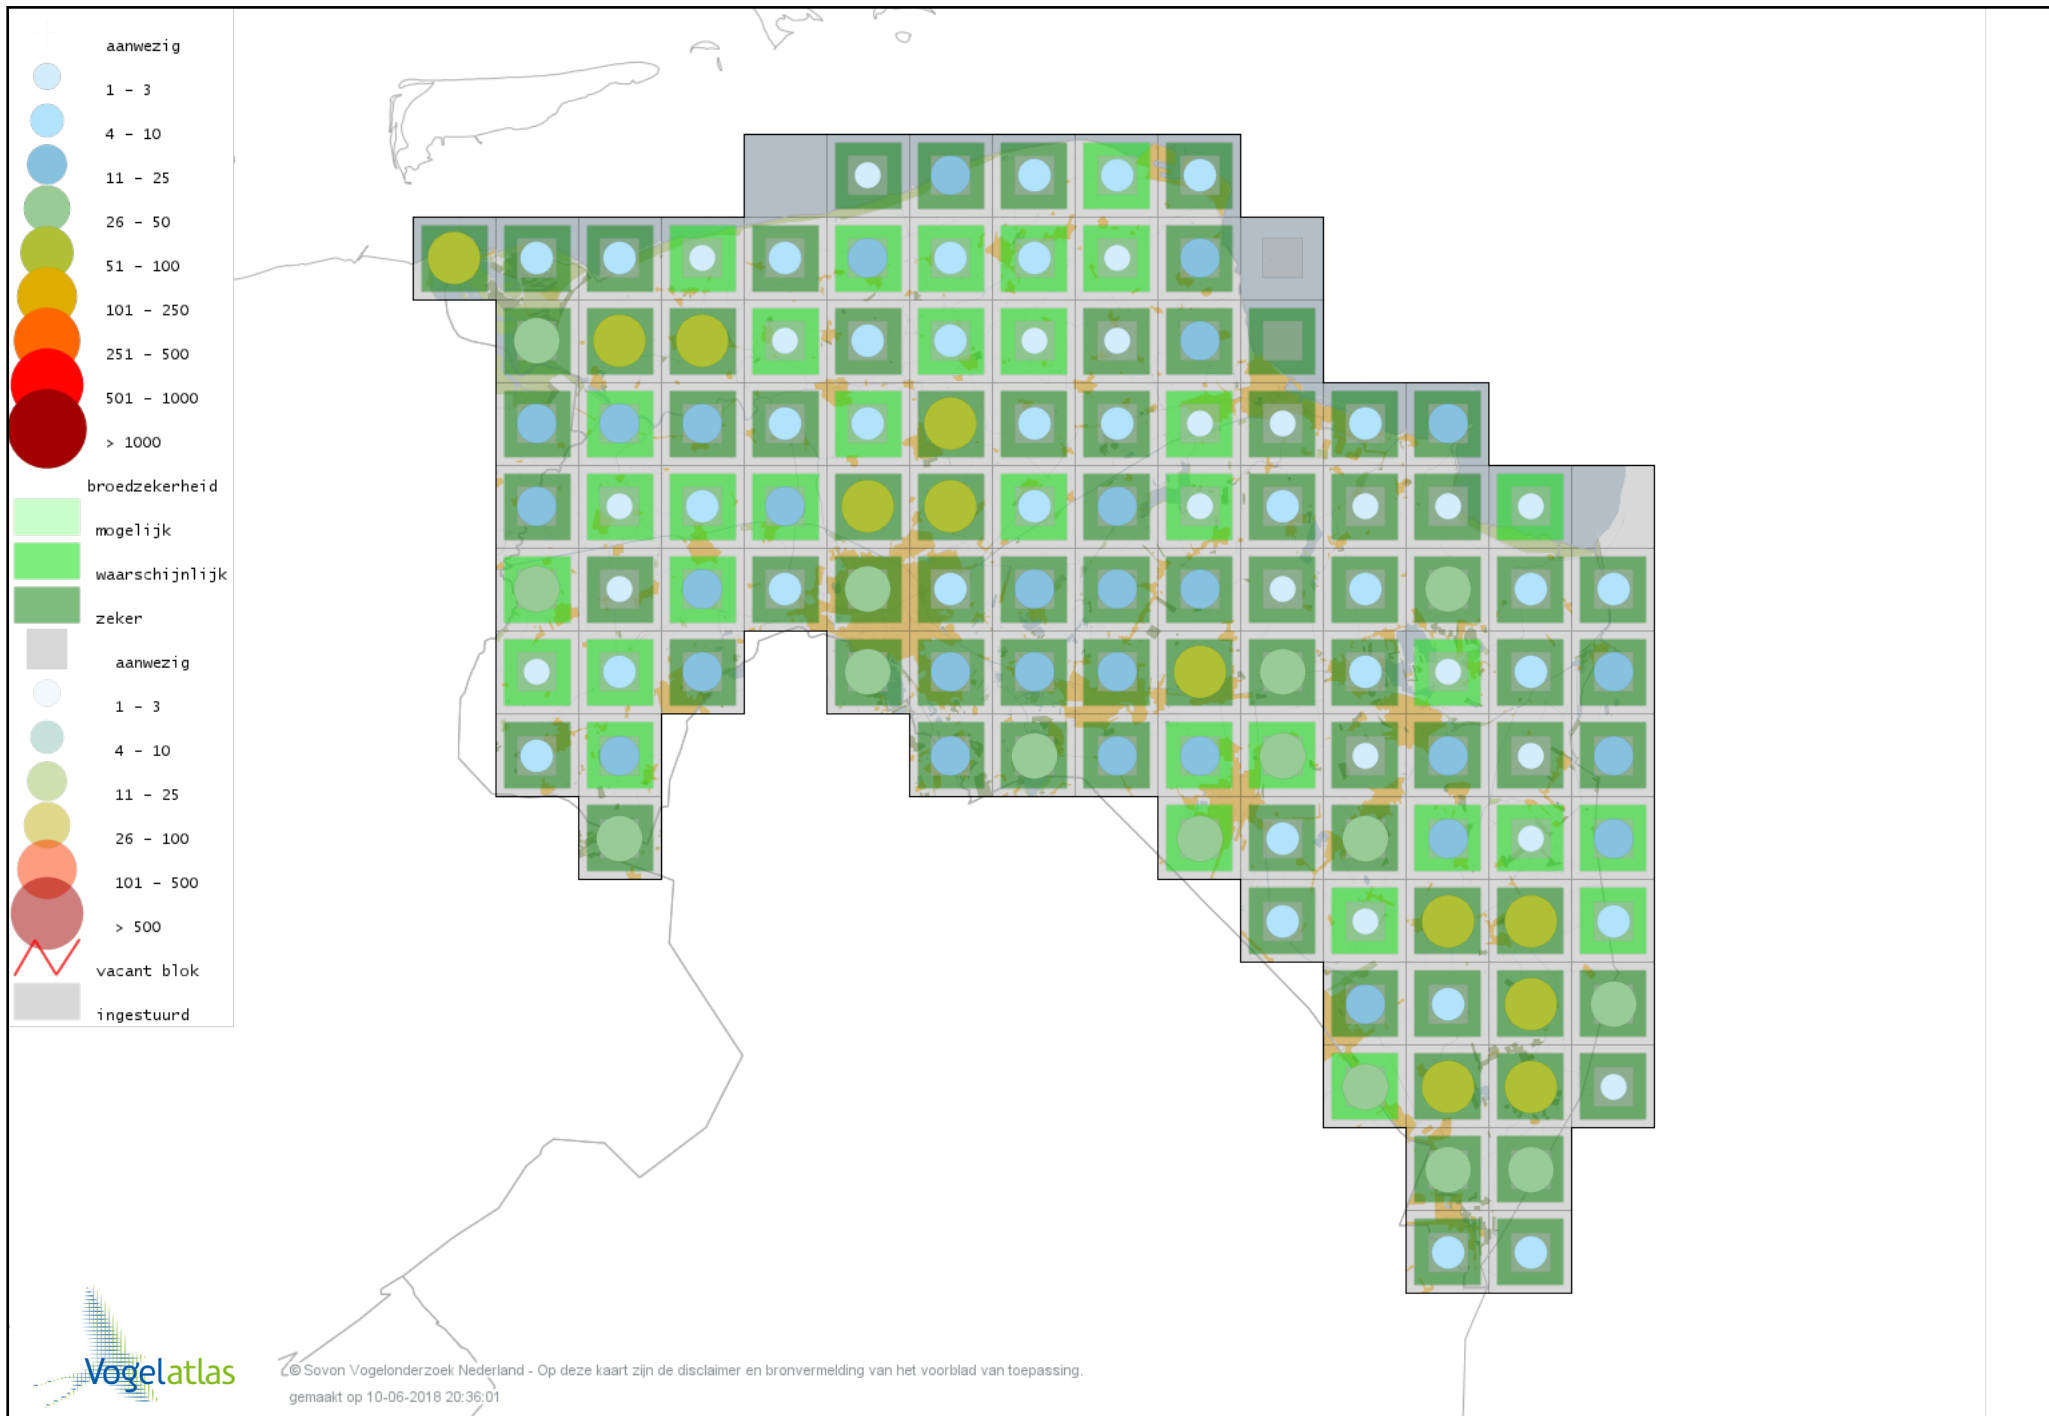 aanwezig
1 - 3
4 - 10
11 - 25
26 - 50
51 - 100
101 - 250
251 - 500
501 - 1000
> 1000
broedzekerheid
mogelijk
waarschijnlijk
zeker
aanwezig
1 - 3
4 - 10
11 - 25
26 - 100
101 - 500
> 500
vacant blok
ingestuurd
Vogelatlas
© Sovon Vogelonderzoek Nederland - Op deze kaart zijn de disclaimer en bronvermelding van het voorblad van toepassing.
gemaakt op 10-06-2018 20:36:01